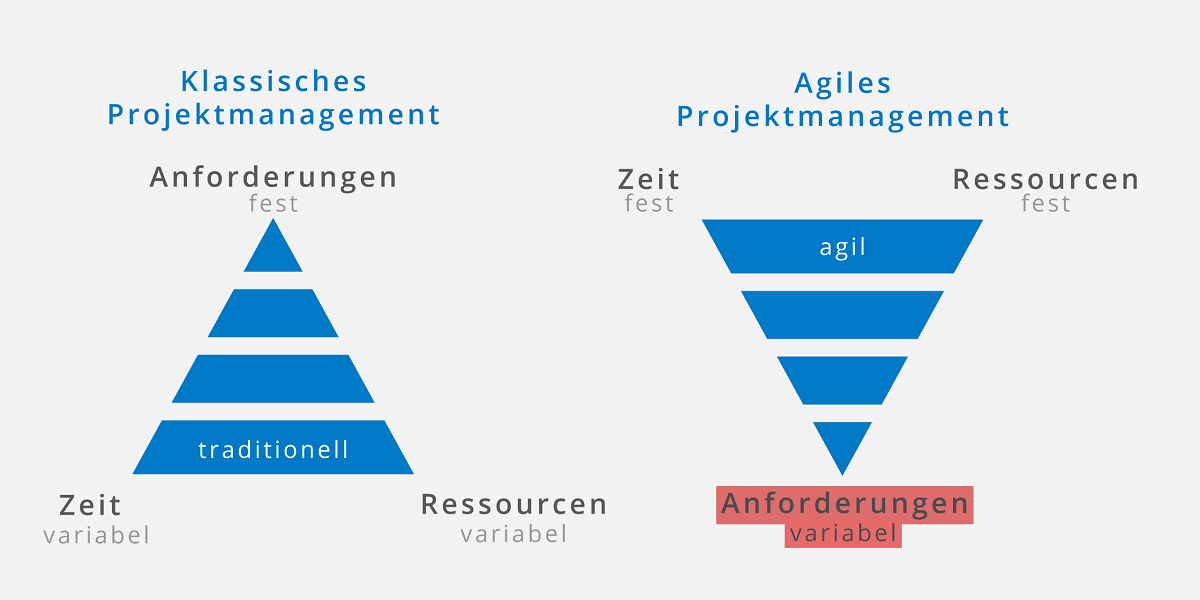 Klassisches
Projektmanagement
Anforderungen
fest
traditionell
Zeit
variabel
Ressourcen
variabel
Agiles
Projektmanagement
Zeit
fest
Ressourcen
fest
agil
Anforderungen
variabel